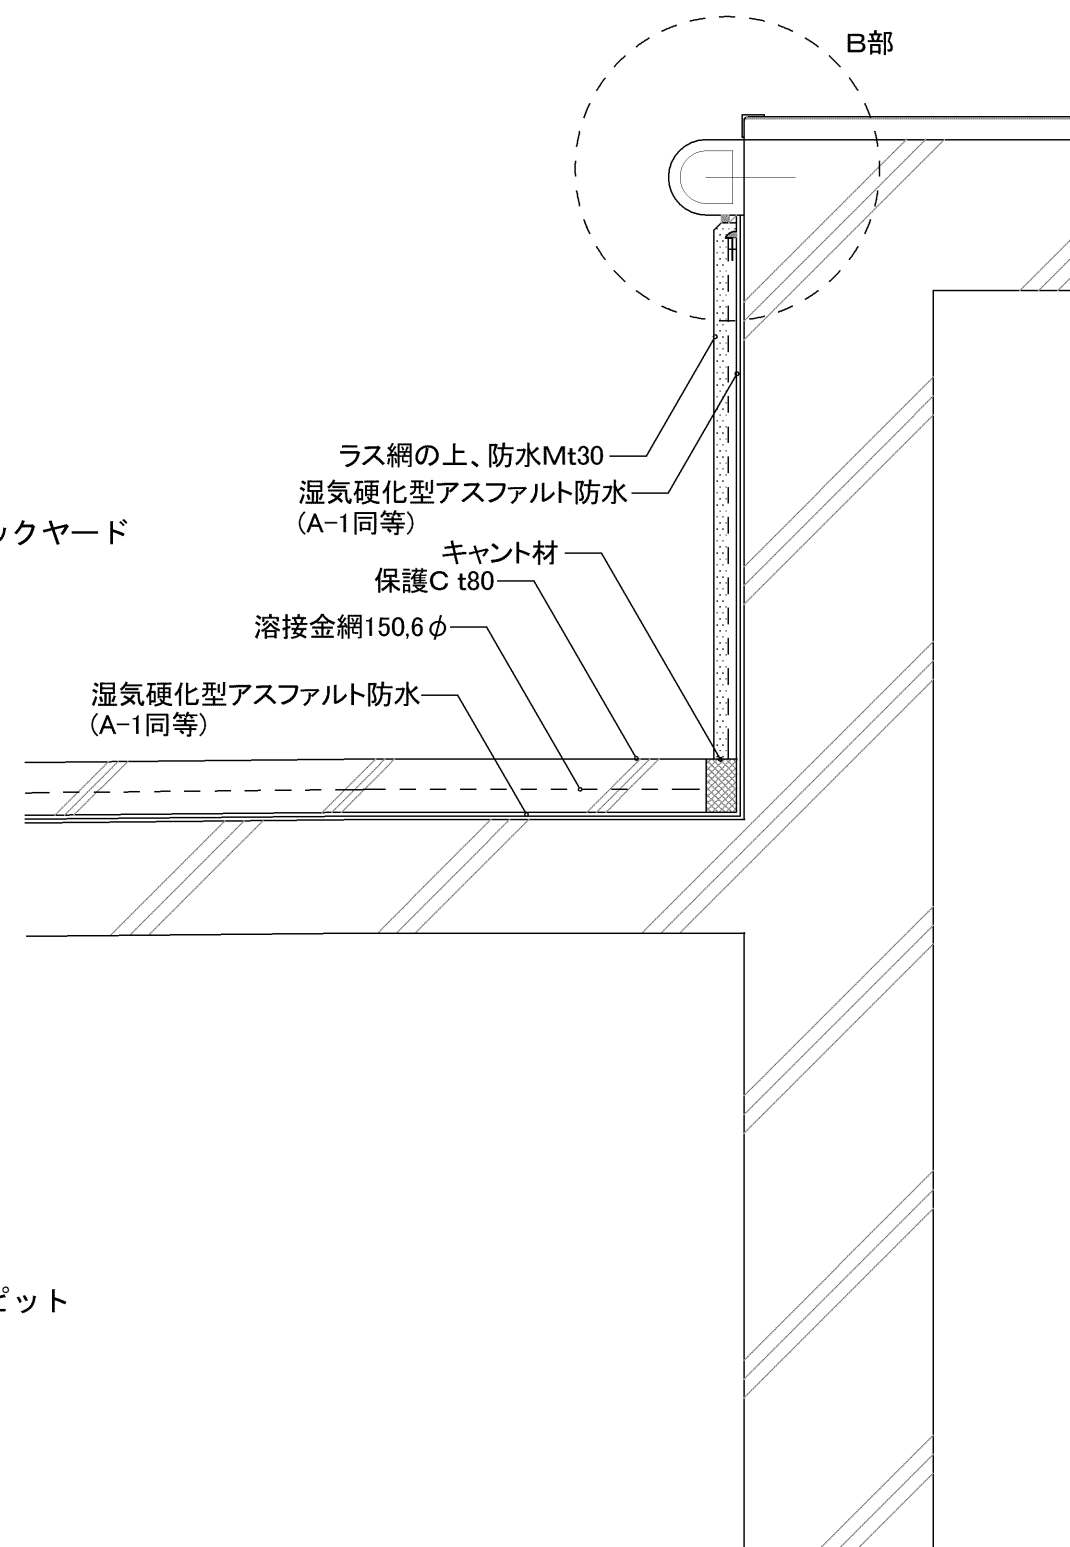 B部
ラス網の上、防水Mt30
湿気硬化型アスファルト防水
(A-1同等)
ックヤード
キャント材
保護C t80
溶接金網150,6φ
湿気硬化型アスファルト防水
(A-1同等)
ピット